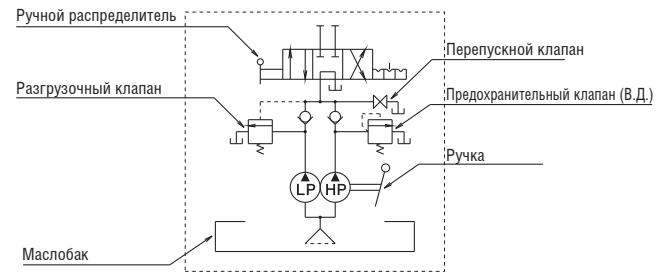 Ручной распределитель
Перепускной клапан
Разгрузочный клапан
Предохранительный клапан (В.Д.)
Ручка
LP HP
Маслобак